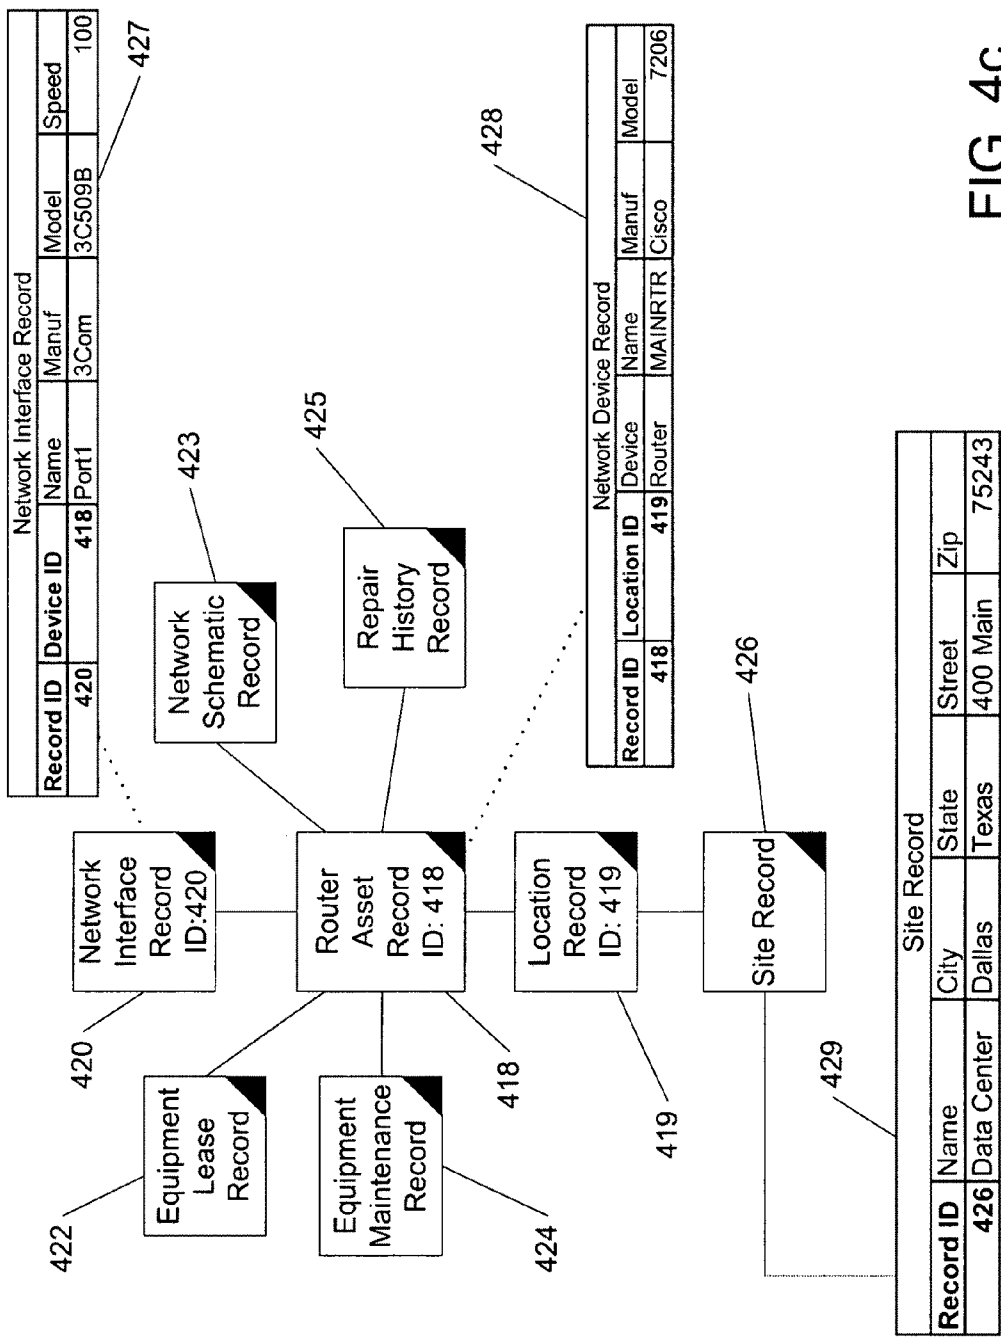 Network Interface Record
Record ID Device ID Name Manuf Model Speed
420 418 Port1 3Com 3C509B 100
427
420
Network
Interface
Record
ID:420
423
Network
Schematic
Record
422
Equipment
Lease
Record
425
Repair
History
Record
Router
Asset
Record
ID: 418
418
Equipment
Maintenance
Record
424
428
Network Device Record
Record ID Location ID Device Name Manuf Model
418 419 Router MAINRTR Cisco 7206
Location
Record
ID: 419
419
426
Site Record
429
Site Record
Record ID Name City State Street Zip
426 Data Center Dallas Texas 400 Main 75243
FIG. 4c